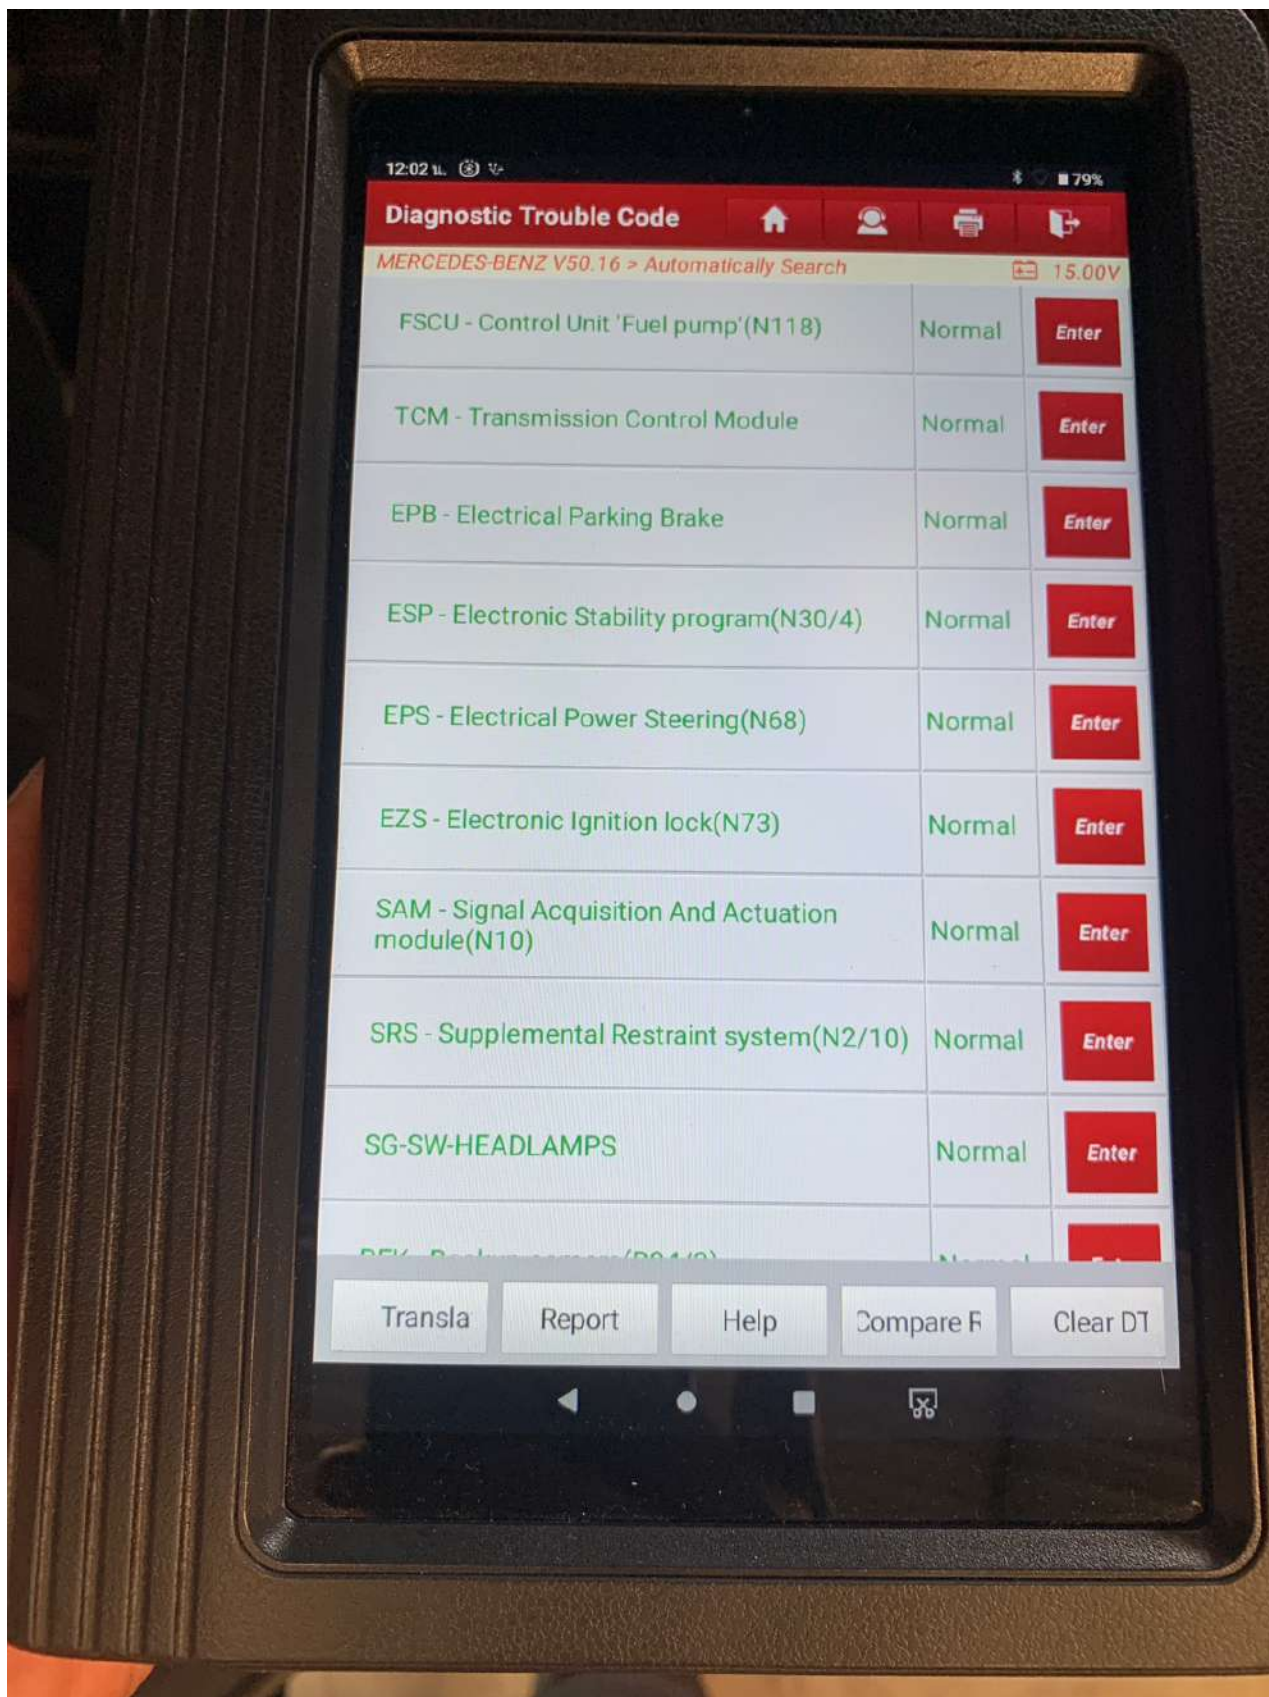 12:02 น.
79%
Diagnostic Trouble Code
MERCEDES-BENZ V50.16 > Automatically Search
15.00V
FSCU - Control Unit 'Fuel pump'(N118)
Normal
Enter
TCM - Transmission Control Module
Normal
Enter
EPB - Electrical Parking Brake
Normal
Enter
ESP - Electronic Stability program(N30/4)
Normal
Enter
EPS - Electrical Power Steering(N68)
Normal
Enter
EZS - Electronic Ignition lock(N73)
Normal
Enter
SAM - Signal Acquisition And Actuation
module(N10)
Normal
Enter
SRS - Supplemental Restraint system(N2/10)
Normal
Enter
SG-SW-HEADLAMPS
Normal
Enter
Normal
Transla
Report
Help
Compare R
Clear DT